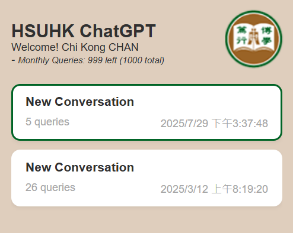 HSUHK ChatGPT
Welcome! Chi Kong CHAN
- Monthly Queries: 999 left (1000 total)
New Conversation
5 queries 2025/7/29 下午3:37:48
New Conversation
26 queries 2025/3/12 上午8:19:20